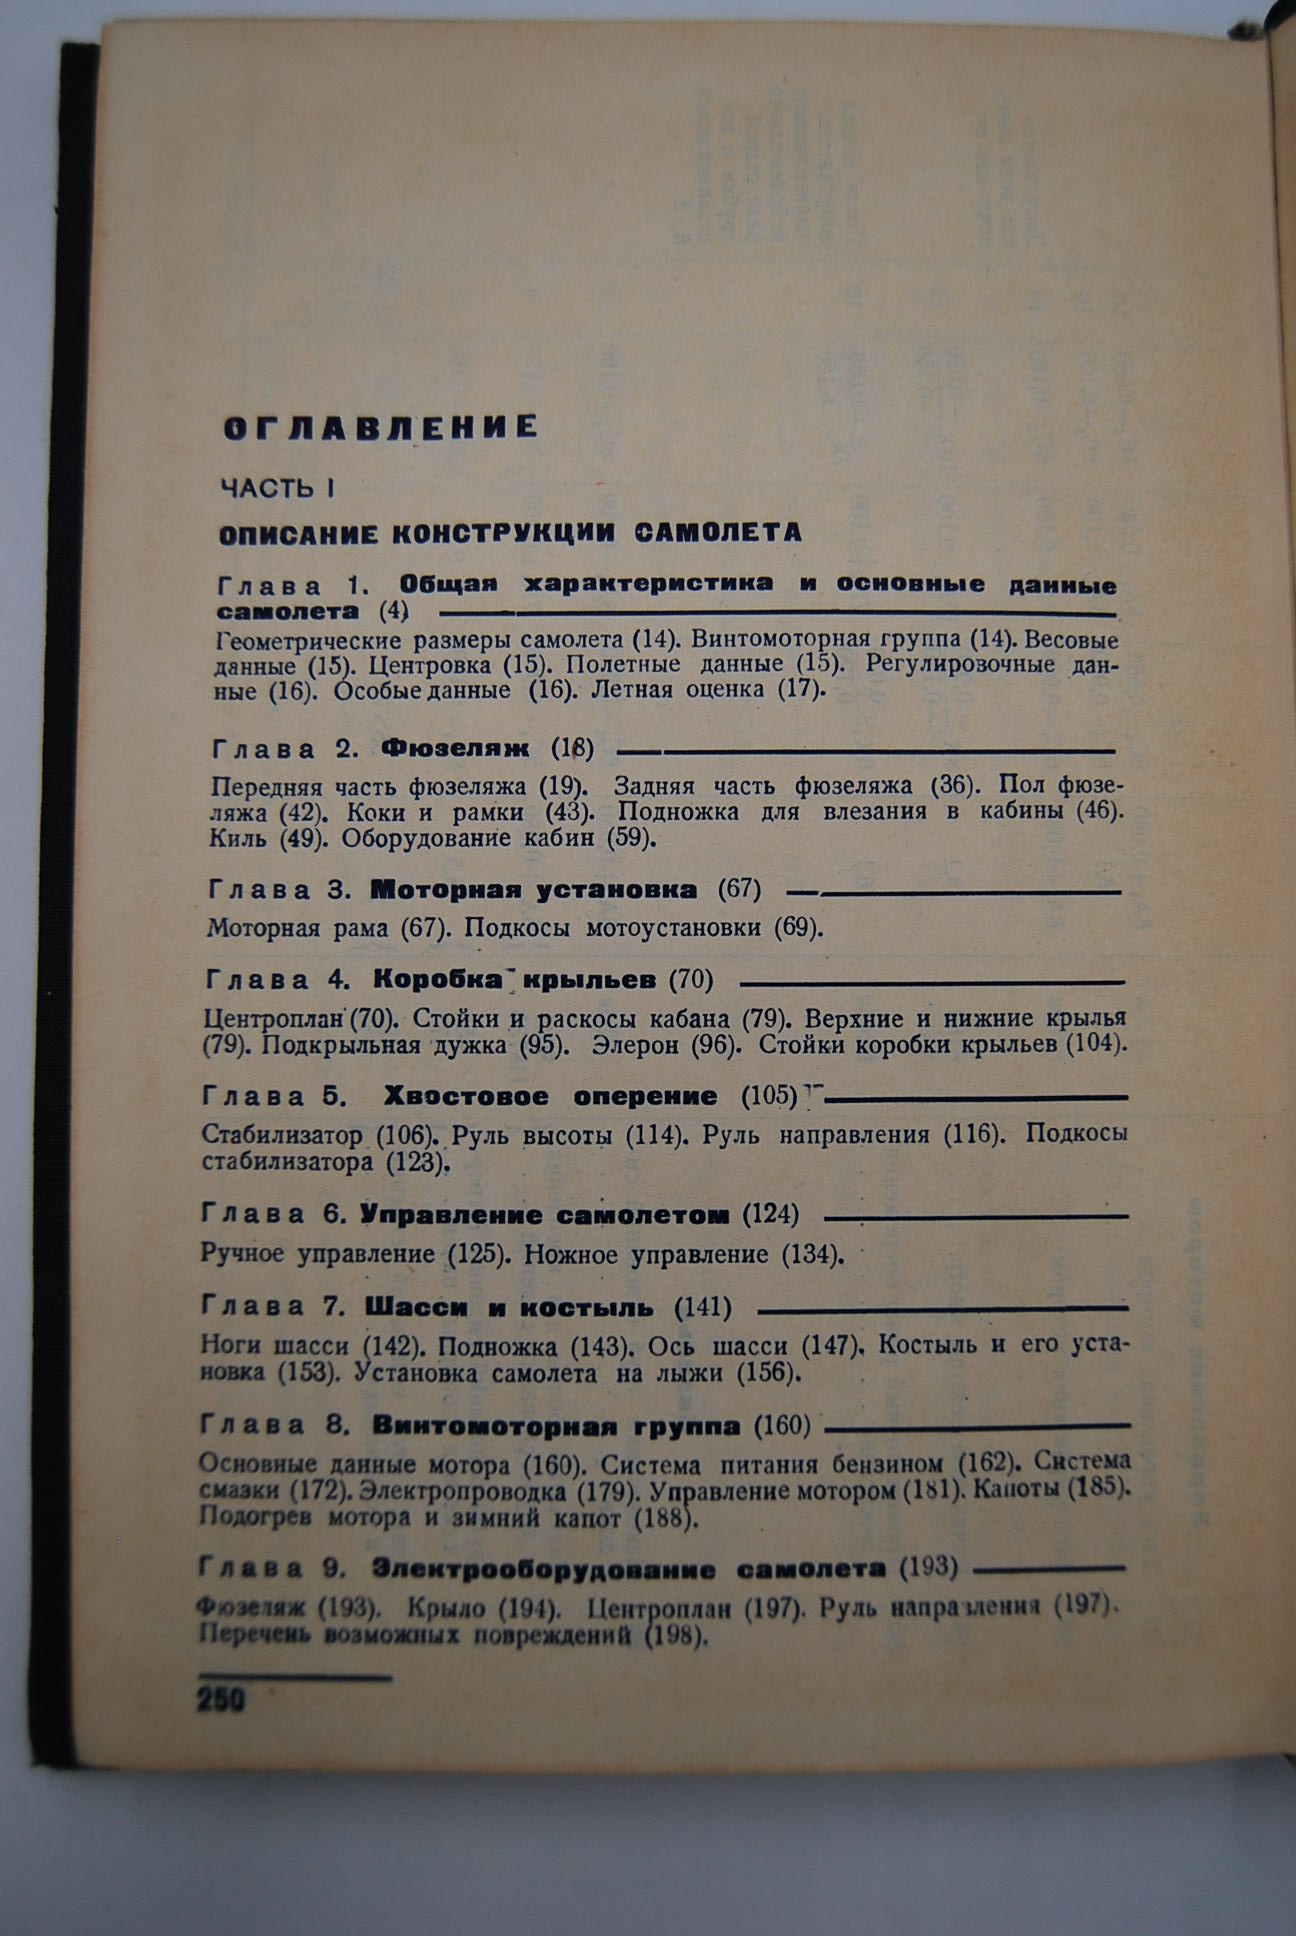 ОГЛАВЛЕНИЕ
ЧАСТЬ I
ОПИСАНИЕ КОНСТРУКЦИИ САМОЛЕТА
Глава 1. Общая характеристика и основные данные
самолета (4)
Геометрические размеры самолета (14). Винтомоторная группа (14). Весовые
данные (15). Центровка (15). Полетные данные (15). Регулировочные дан-
ные (16). Особые данные (16). Летная оценка (17).
Глава 2. Фюзеляж (18)
Передняя часть фюзеляжа (19). Задняя часть фюзеляжа (36). Пол фюзе-
ляжа (42). Коки и рамки (43). Подножка для влезания в кабины (46).
Киль (49). Оборудование кабин (59).
Глава 3. Моторная установка (67)
Моторная рама (67). Подкосы мотоустановки (69).
Глава 4. Коробка крыльев (70)
Центроплан (70). Стойки и раскосы кабана (79). Верхние и нижние крылья
(79). Подкрыльная дужка (95). Элерон (96). Стойки коробки крыльев (104).
Глава 5. Хвостовое оперение (105)
Стабилизатор (106). Руль высоты (114). Руль направления (116). Подкосы
стабилизатора (123).
Глава 6. Управление самолетом (124)
Ручное управление (125). Ножное управление (134).
Глава 7. Шасси и костыль (141)
Ноги шасси (142). Подножка (143). Ось шасси (147). Костыль и его уста-
новка (153). Установка самолета на лыжи (156).
Глава 8. Винтомоторная группа (160)
Основные данные мотора (160). Система питания бензином (162). Система
смазки (172). Электропроводка (179). Управление мотором (181). Капоты (185).
Подогрев мотора и зимний капот (188).
Глава 9. Электрооборудование самолета (193)
Фюзеляж (193). Крыло (194). Центроплан (197). Руль направления (197).
Перечень возможных повреждений (198).
250